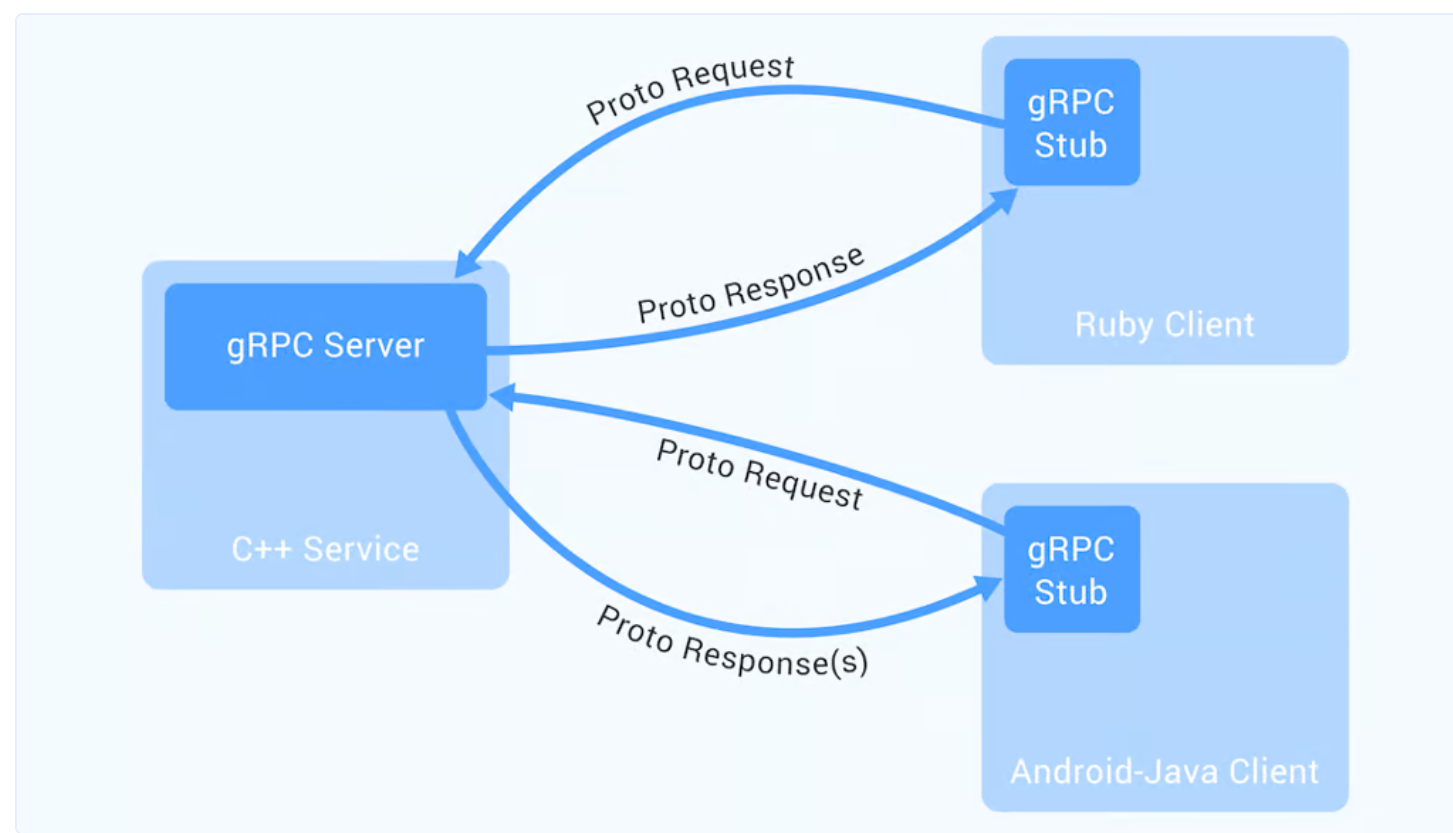 Proto Request
gRPC
Stub
Proto Response
Ruby Client
gRPC Server
C++ Service
Proto Request
gRPC
Stub
Proto Response(s)
Android-Java Client